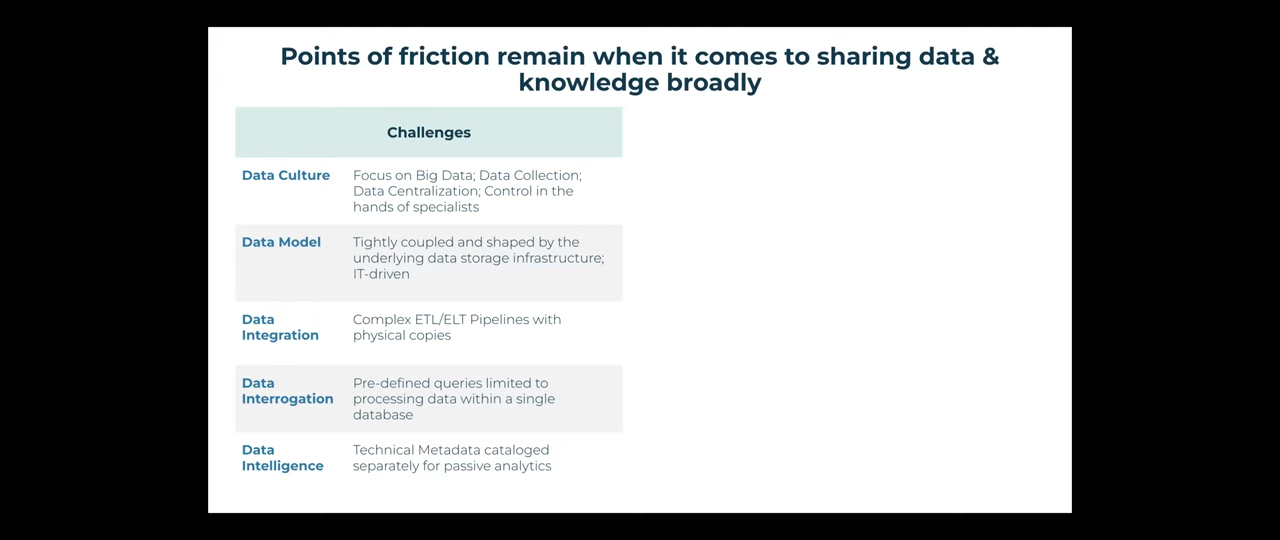 Points of friction remain when it comes to sharing data &
knowledge broadly
Challenges
Data Culture
Focus on Big Data; Data Collection;
Data Centralization; Control in the
hands of specialists
Data Model
Tightly coupled and shaped by the
underlying data storage infrastructure;
IT-driven
Data
Integration
Complex ETL/ELT Pipelines with
physical copies
Data
Interrogation
Pre-defined queries limited to
processing data within a single
database
Data
Intelligence
Technical Metadata cataloged
separately for passive analytics